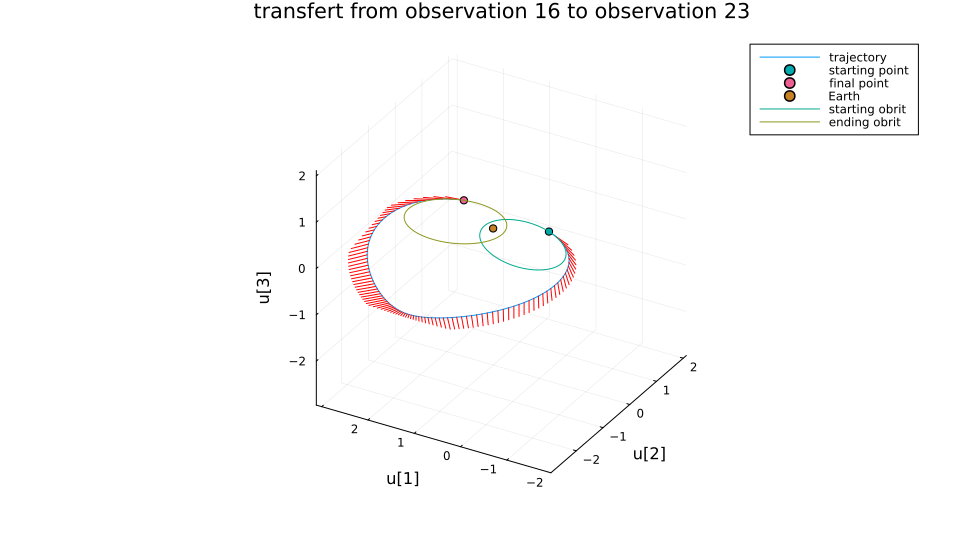 transfert from observation 16 to observation 23
trajectory
starting point
final point
Earth
starting obrit
ending obrit
2
1
0
−1
−2
u[3]
2
1
0
−1
−2
u[1]
2
1
0
−1
−2
u[2]